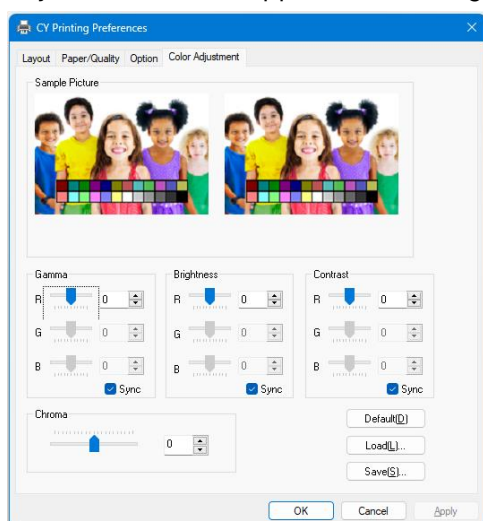 CY Printing Preferences
Layout Paper/Quality Option Color Adjustment
Sample Picture
Gamma Brightness Contrast
R 0 R 0 R 0
G 0 G 0 G 0
B 0 B 0 B 0
Sync Sync Sync
Chroma
0
Default(D)
Load(L)...
Save(S)...
OK Cancel Apply